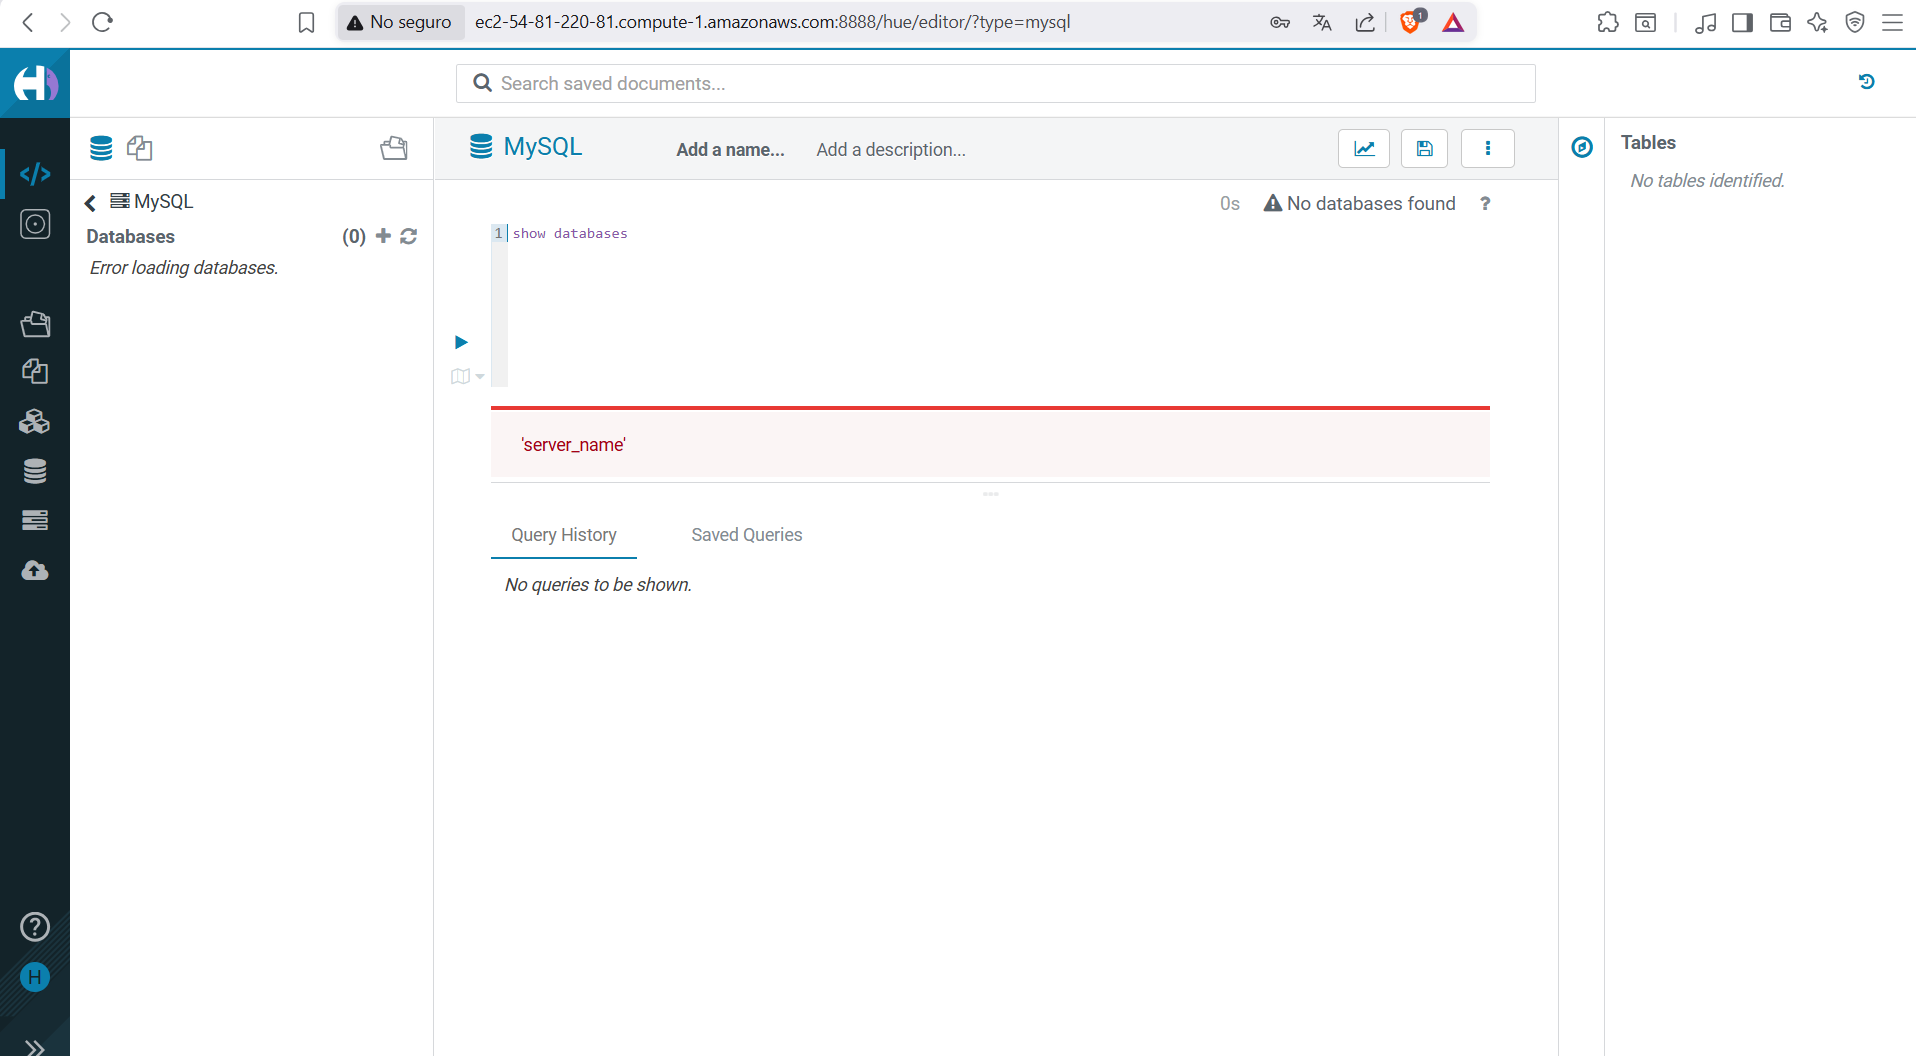 No seguro
ec2-54-81-220-81.compute-1.amazonaws.com:8888/hue/editor/?type=mysql
1
Search saved documents...
MySQL
Add a name...
Add a description...
Tables
No tables identified.
MySQL
Databases
(0)
Error loading databases.
0s
No databases found
?
1
show databases
'server_name'
Query History
Saved Queries
No queries to be shown.
?
H